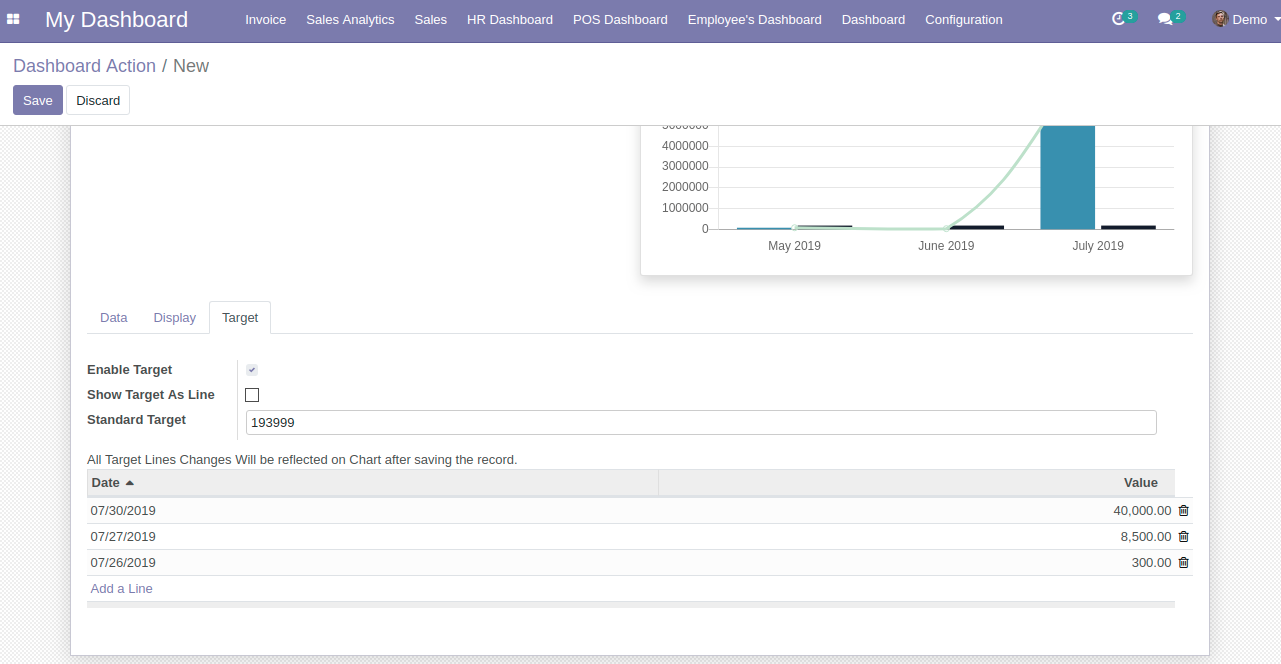 My Dashboard Invoice Sales Analytics Sales HR Dashboard POS Dashboard Employee's Dashboard Dashboard Configuration 3 2 Demo
Dashboard Action / New
Save Discard
5000000
4000000
3000000
2000000
1000000
0
May 2019 June 2019 July 2019
Data Display Target
Enable Target
Show Target As Line
Standard Target 193999
All Target Lines Changes Will be reflected on Chart after saving the record.
Date Value
07/30/2019 40,000.00
07/27/2019 8,500.00
07/26/2019 300.00
Add a Line